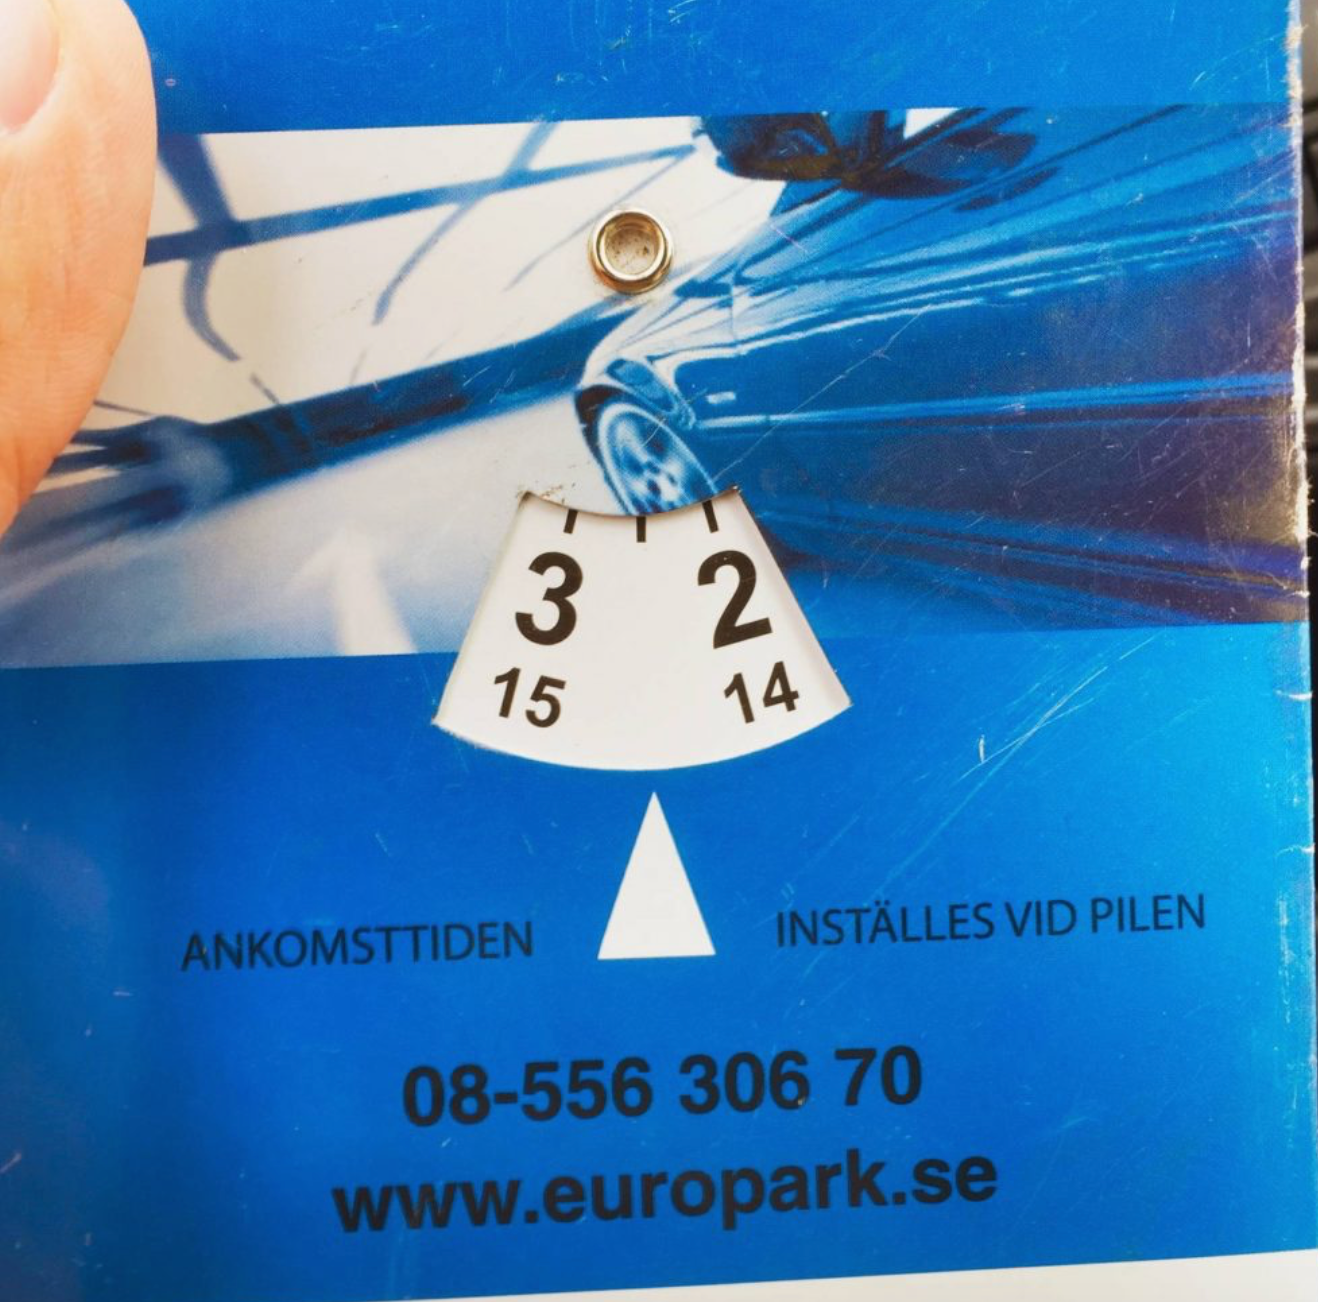 3 2
15 14
ANKOMSTTIDEN INSTÄLLES VID PILEN
08-556 306 70
www.europark.se